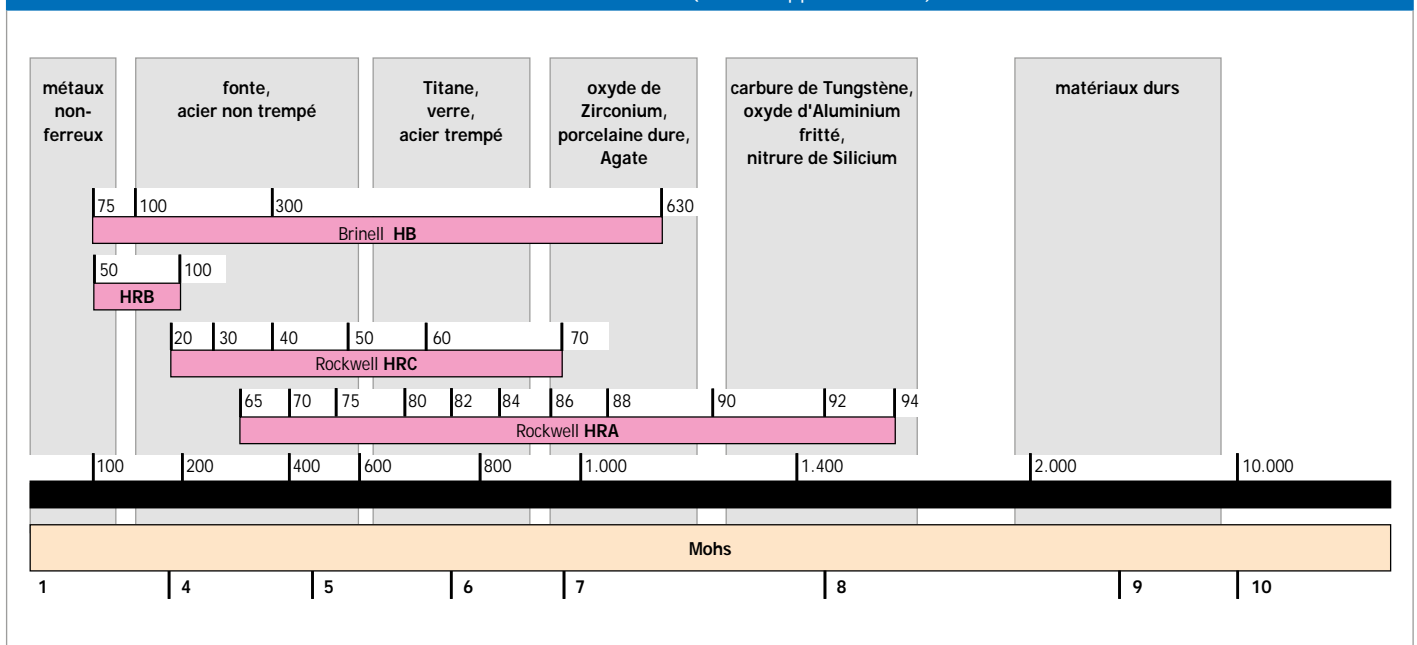 métaux
non-
ferreux
fonte,
acier non trempé
Titane,
verre,
acier trempé
oxyde de
Zirconium,
porcelaine dure,
Agate
carbure de Tungstène,
oxyde d'Aluminium
fritté,
nitrure de Silicium
matériaux durs
75 100 300 630
Brinell HB
50 100
HRB
20 30 40 50 60 70
Rockwell HRC
65 70 75 80 82 84 86 88 90 92 94
Rockwell HRA
100 200 400 600 800 1.000 1.400 2.000 10.000
Mohs
1 4 5 6 7 8 9 10